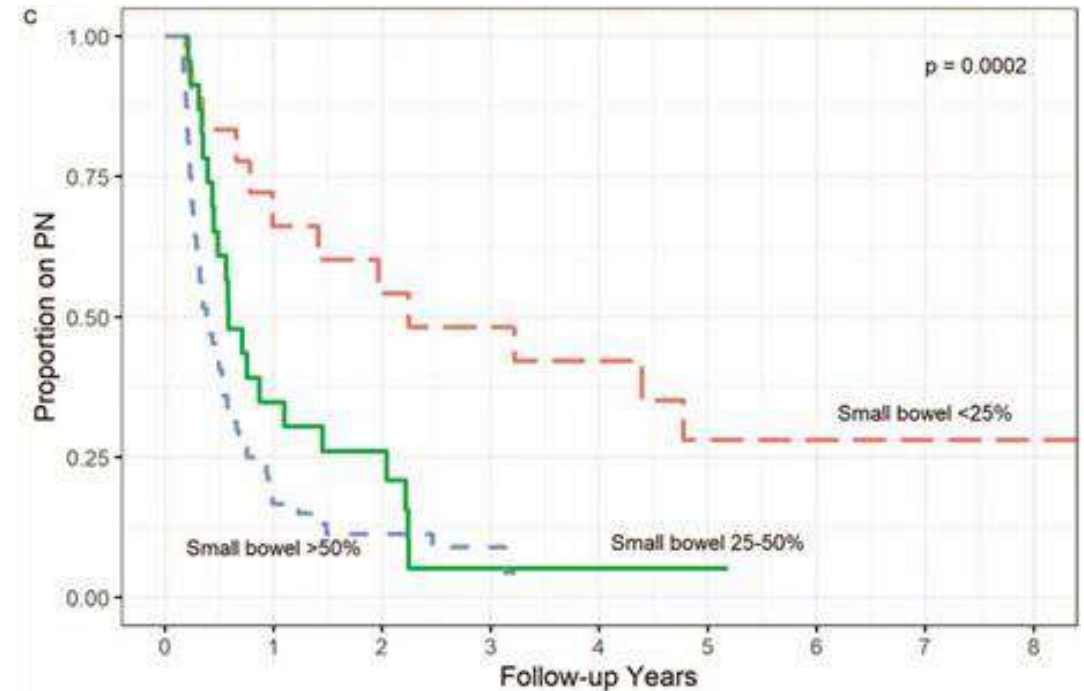 c
1.00
0.75
0.50
0.25
0.00
Proportion on PN
p = 0.0002
Small bowel <25%
Small bowel >50%
Small bowel 25-50%
0 1 2 3 4 5 6 7 8
Follow-up Years